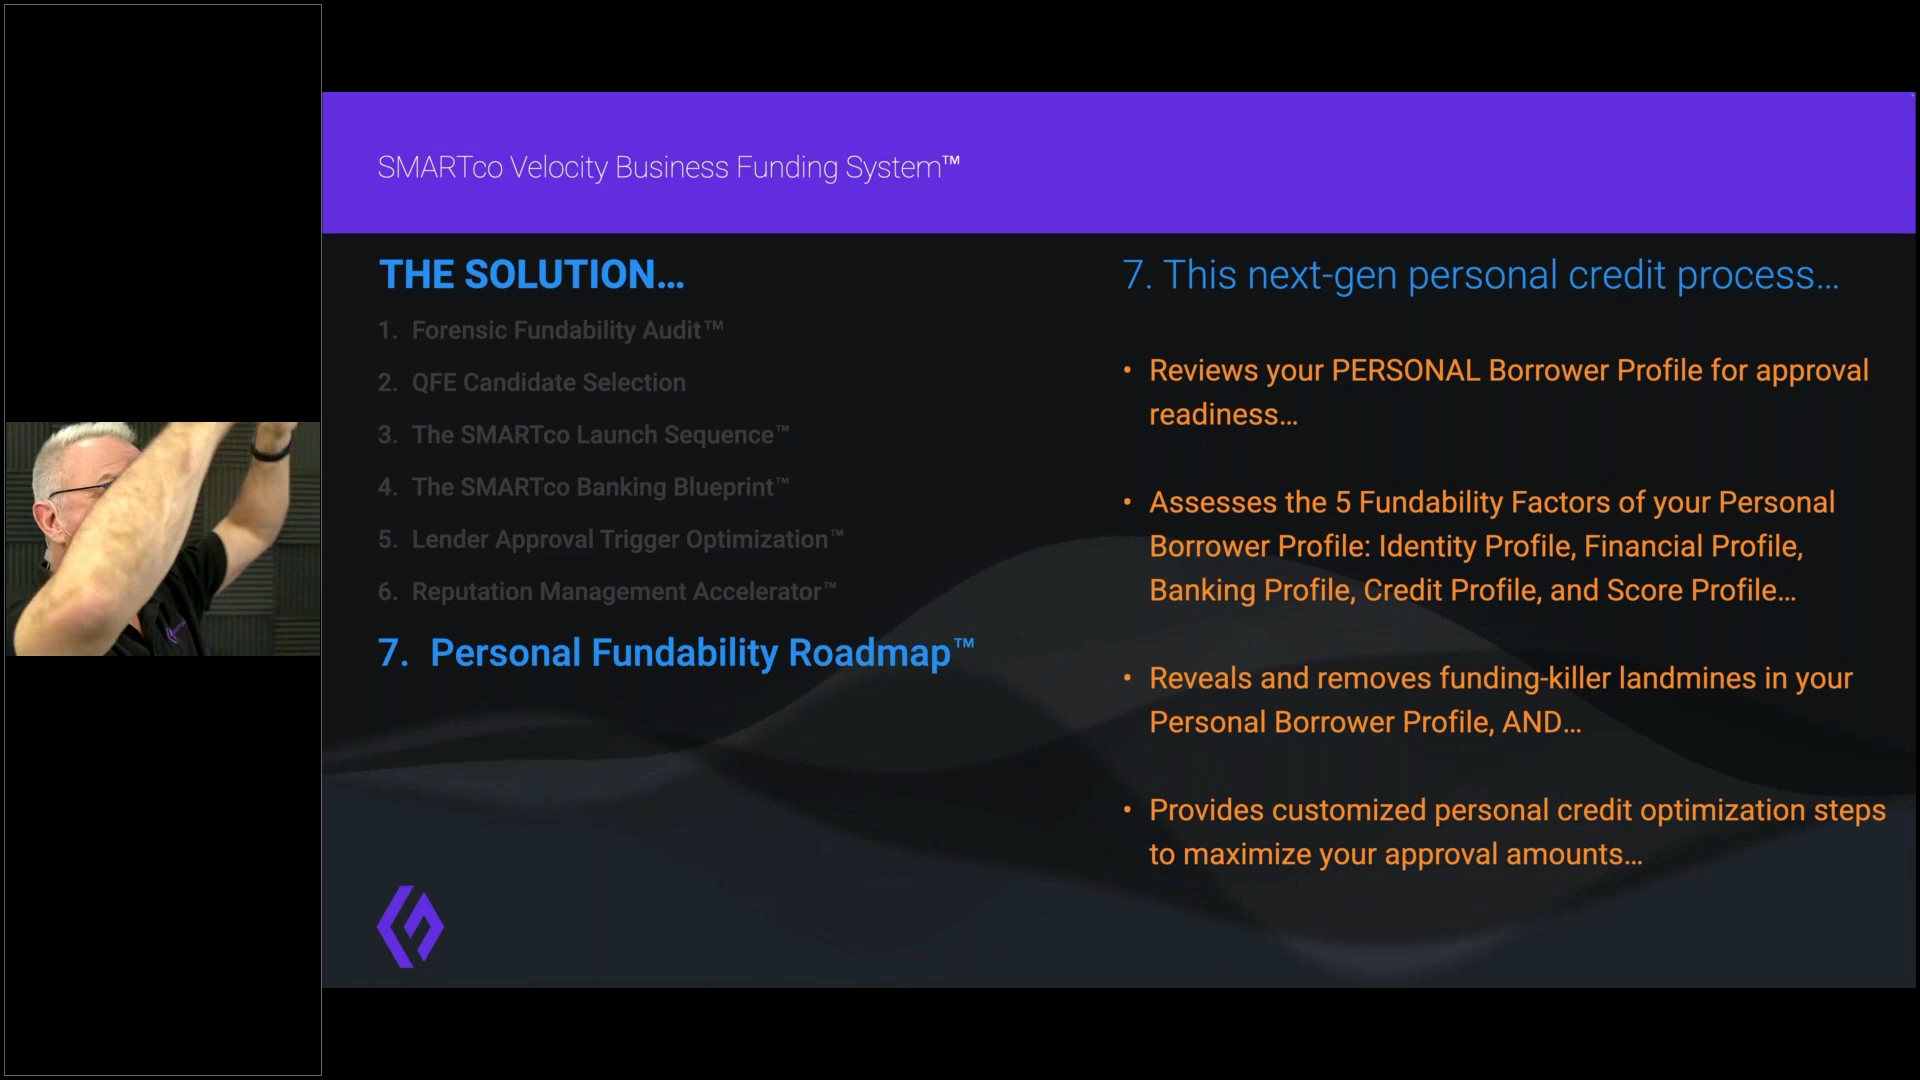 SMARTco Velocity Business Funding System™
THE SOLUTION...
1. Forensic Fundability Audit™
2. QFE Candidate Selection
3. The SMARTco Launch Sequence™
4. The SMARTco Banking Blueprint™
5. Lender Approval Trigger Optimization™
6. Reputation Management Accelerator™
7. Personal Fundability Roadmap™
7. This next-gen personal credit process...
• Reviews your PERSONAL Borrower Profile for approval
readiness...
• Assesses the 5 Fundability Factors of your Personal
Borrower Profile: Identity Profile, Financial Profile,
Banking Profile, Credit Profile, and Score Profile...
• Reveals and removes funding-killer landmines in your
Personal Borrower Profile, AND...
• Provides customized personal credit optimization steps
to maximize your approval amounts...